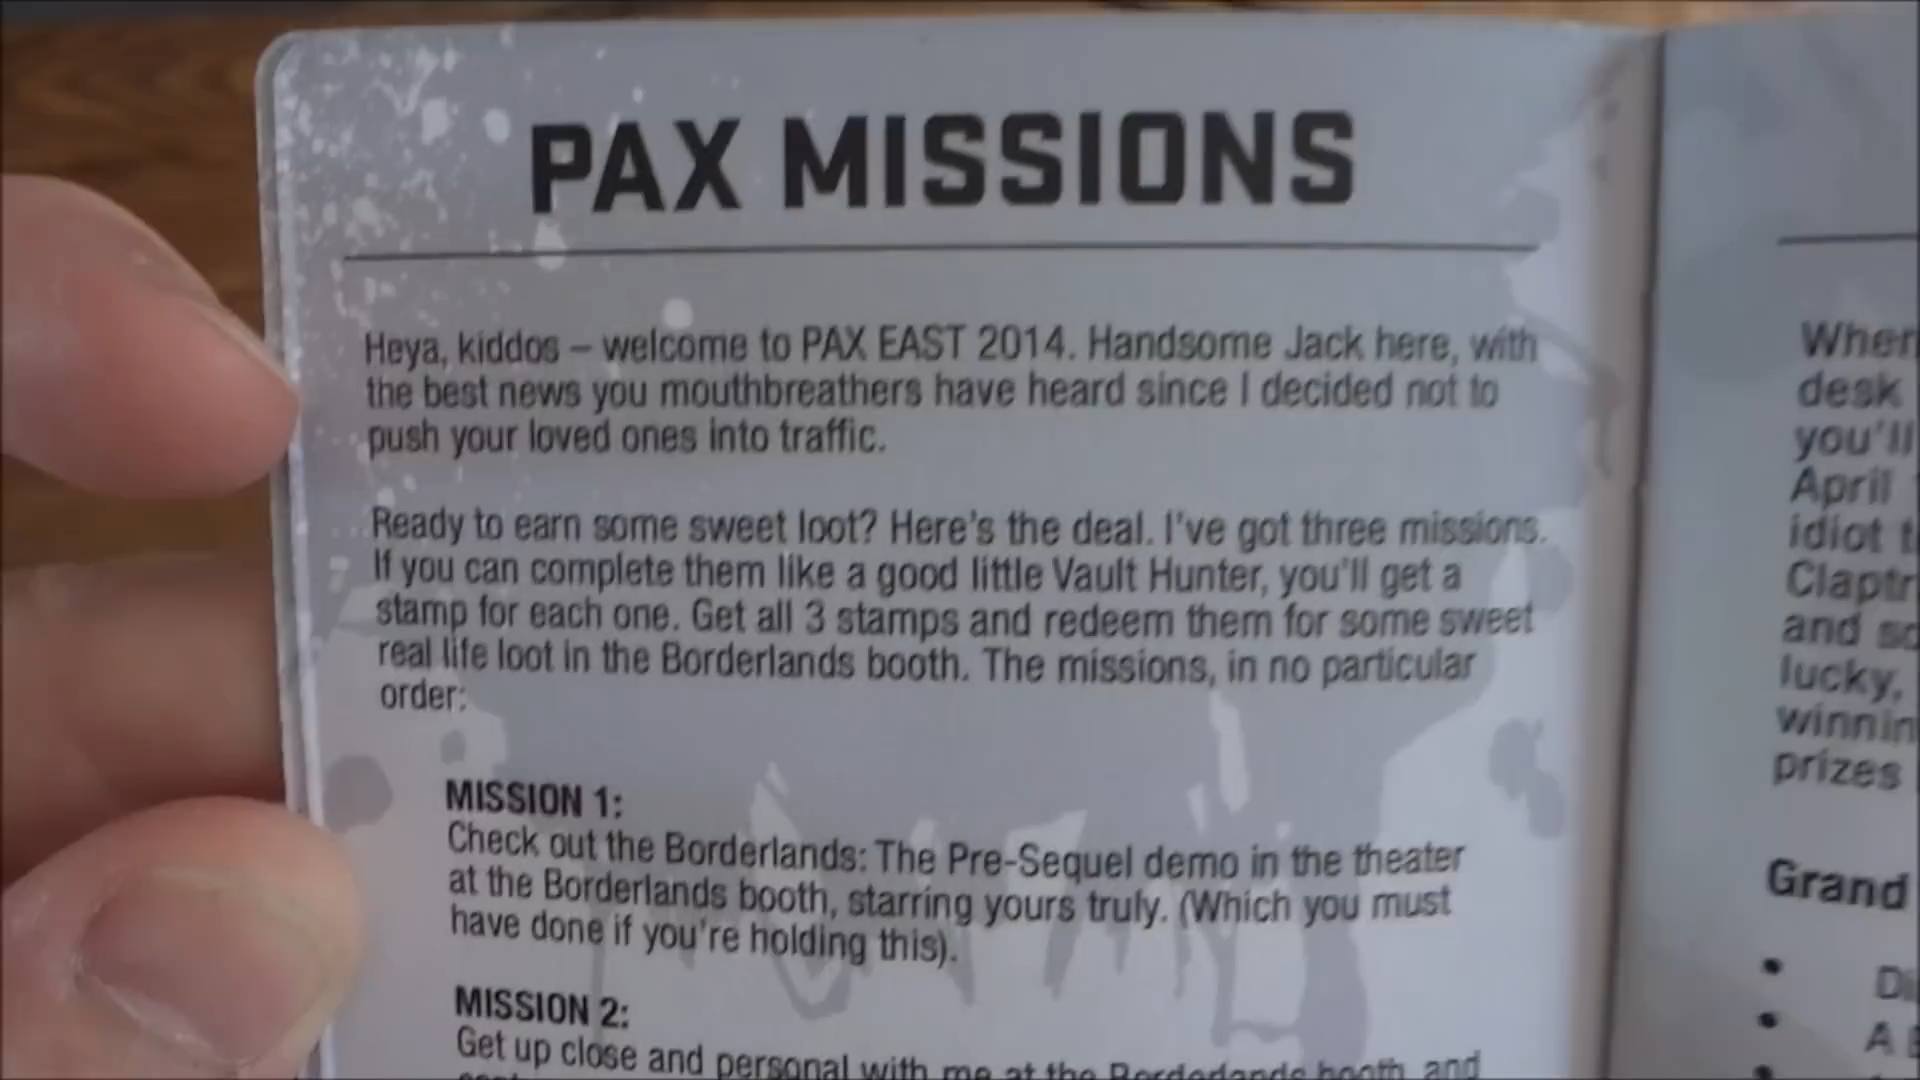 PAX MISSIONS
Heya, kiddos – welcome to PAX EAST 2014. Handsome Jack here, with
the best news you mouthbreathers have heard since I decided not to
push your loved ones into traffic.
Ready to earn some sweet loot? Here's the deal. I've got three missions.
If you can complete them like a good little Vault Hunter, you'll get a
stamp for each one. Get all 3 stamps and redeem them for some sweet
real life loot in the Borderlands booth. The missions, in no particular
order:
MISSION 1:
Check out the Borderlands: The Pre-Sequel demo in the theater
at the Borderlands booth, starring yours truly. (Which you must
have done if you're holding this).
MISSION 2:
Get up close and personal with me at the Borderlands booth, and
desk
you'll
April
idiot
and
lucky,
prizes
Grand
•
• A
•